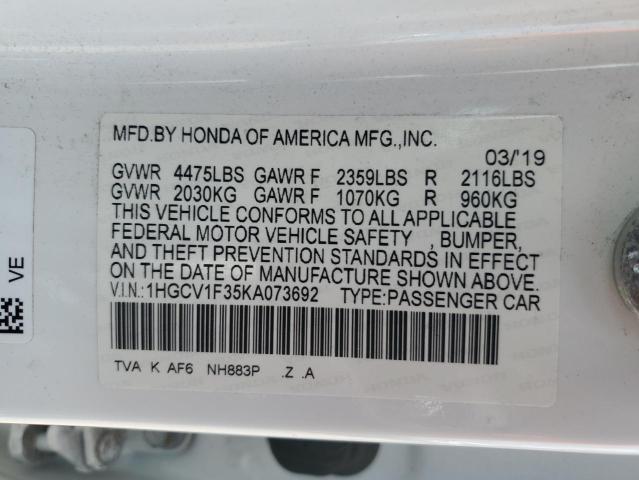 MFD.BY HONDA OF AMERICA MFG.,INC.
03/'19
GVWR 4475LBS GAWR F 2359LBS R 2116LBS
GVWR 2030KG GAWR F 1070KG R 960KG
THIS VEHICLE CONFORMS TO ALL APPLICABLE
FEDERAL MOTOR VEHICLE SAFETY , BUMPER,
AND THEFT PREVENTION STANDARDS IN EFFECT
ON THE DATE OF MANUFACTURE SHOWN ABOVE.
V.I.N.:1HGCV1F35KA073692 TYPE:PASSENGER CAR
TVA K AF6 NH883P .Z .A
VE